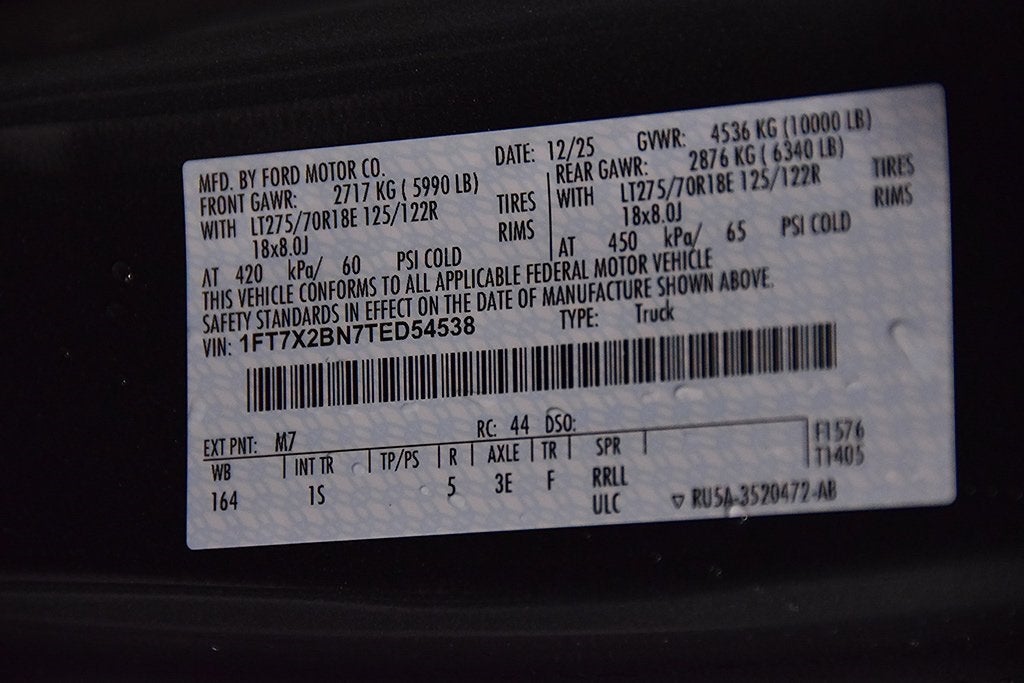 MFD. BY FORD MOTOR CO. DATE: 12/25 GVWR: 4536 KG (10000 LB)
FRONT GAWR: 2717 KG ( 5990 LB) REAR GAWR: 2876 KG ( 6340 LB)
WITH LT275/70R18E 125/122R TIRES WITH LT275/70R18E 125/122R TIRES
18x8.0J RIMS 18x8.0J RIMS
AT 420 kPa/ 60 PSI COLD AT 450 kPa/ 65 PSI COLD
THIS VEHICLE CONFORMS TO ALL APPLICABLE FEDERAL MOTOR VEHICLE
SAFETY STANDARDS IN EFFECT ON THE DATE OF MANUFACTURE SHOWN ABOVE.
VIN: 1FT7X2BN7TED54538 TYPE: Truck
EXT PNT: M7 RC: 44 DSO: F1576
WB INT TR TP/PS R AXLE TR SPR T1405
164 1S 5 3E F RRLL
ULC ▽ RU5A-3520472-AB